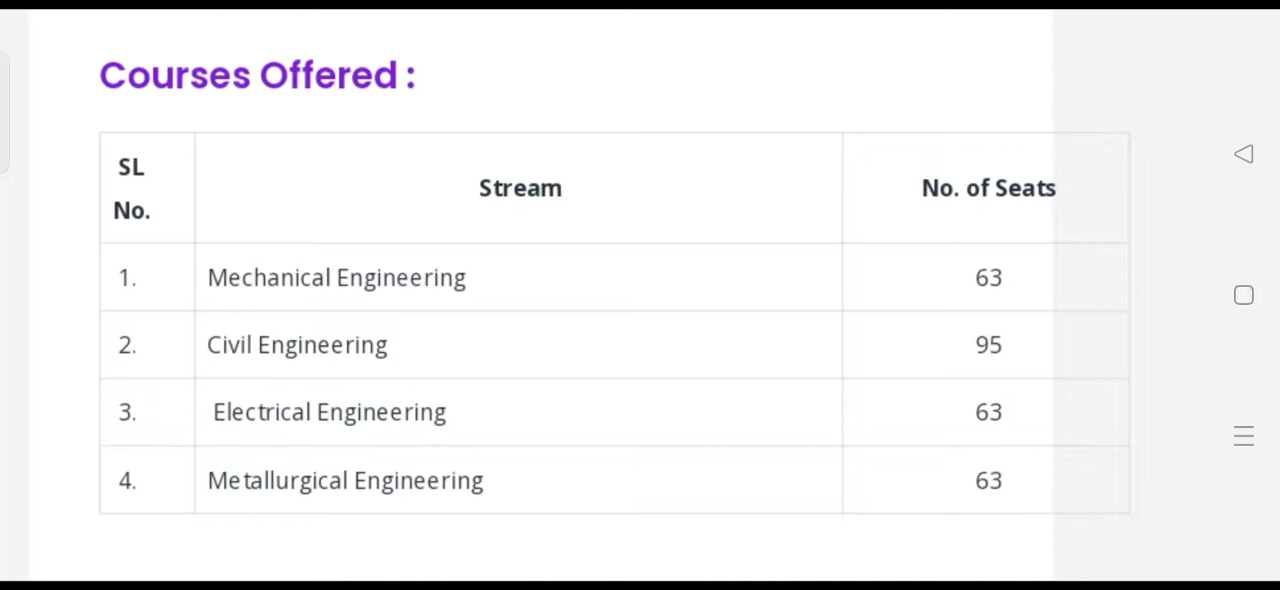 Courses Offered :
SL No. Stream No. of Seats
1. Mechanical Engineering 63
2. Civil Engineering 95
3. Electrical Engineering 63
4. Metallurgical Engineering 63